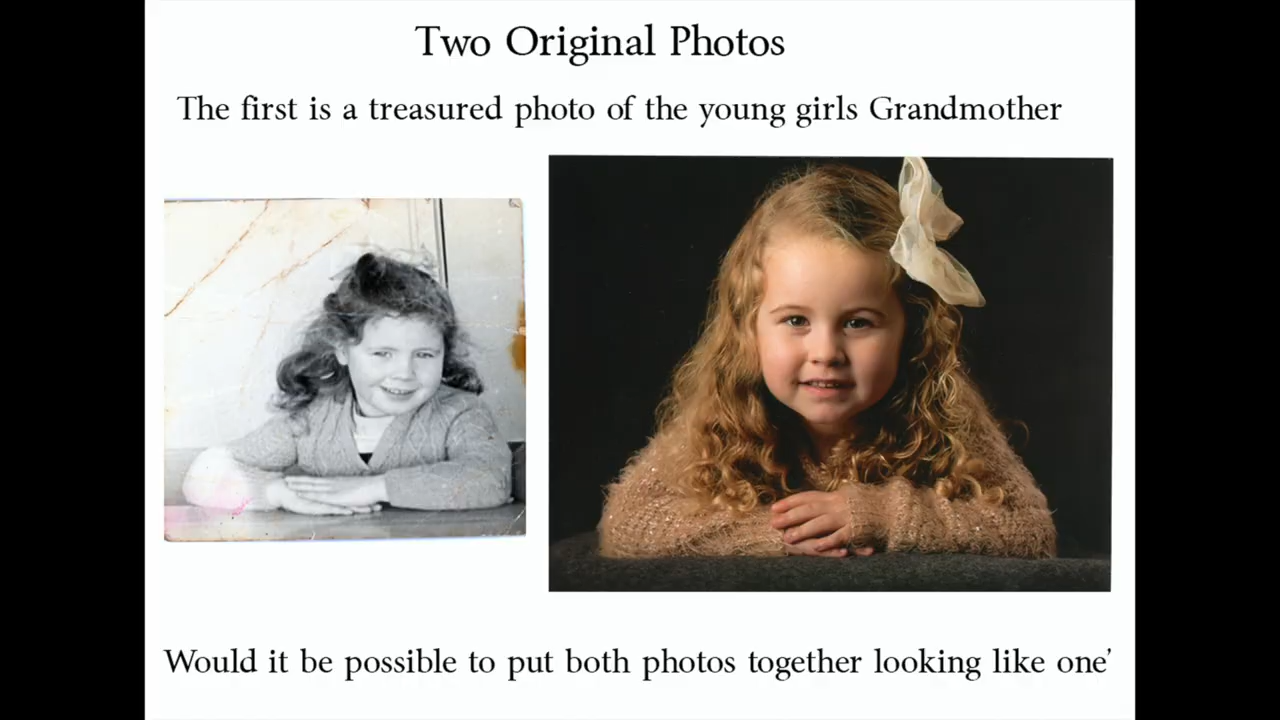 Two Original Photos
The first is a treasured photo of the young girls Grandmother
Would it be possible to put both photos together looking like one'